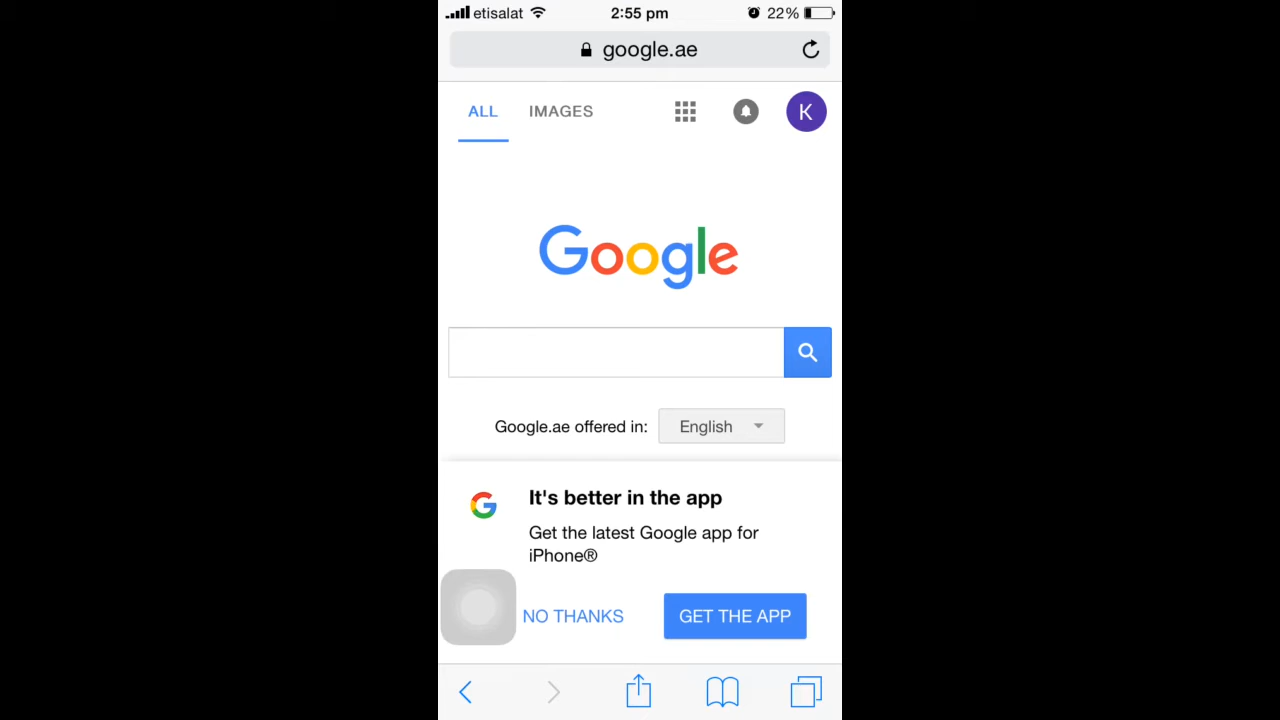 etisalat 2:55 pm 22%
google.ae
ALL IMAGES K
Google
Google.ae offered in: English
It's better in the app
Get the latest Google app for
iPhone®
NO THANKS GET THE APP